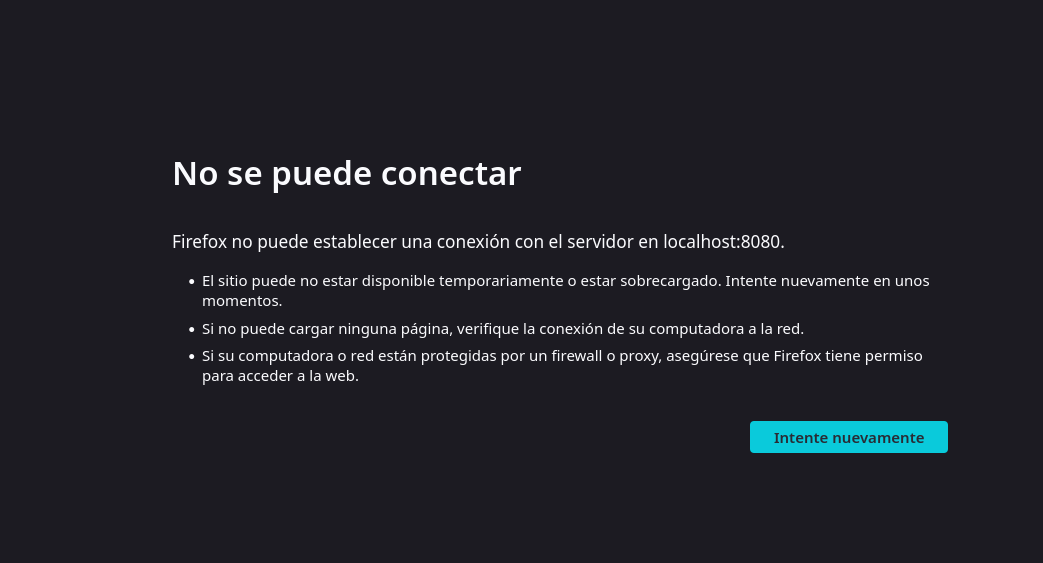 No se puede conectar
Firefox no puede establecer una conexión con el servidor en localhost:8080.
• El sitio puede no estar disponible temporariamente o estar sobrecargado. Intente nuevamente en unos
momentos.
• Si no puede cargar ninguna página, verifique la conexión de su computadora a la red.
• Si su computadora o red están protegidas por un firewall o proxy, asegúrese que Firefox tiene permiso
para acceder a la web.
Intente nuevamente